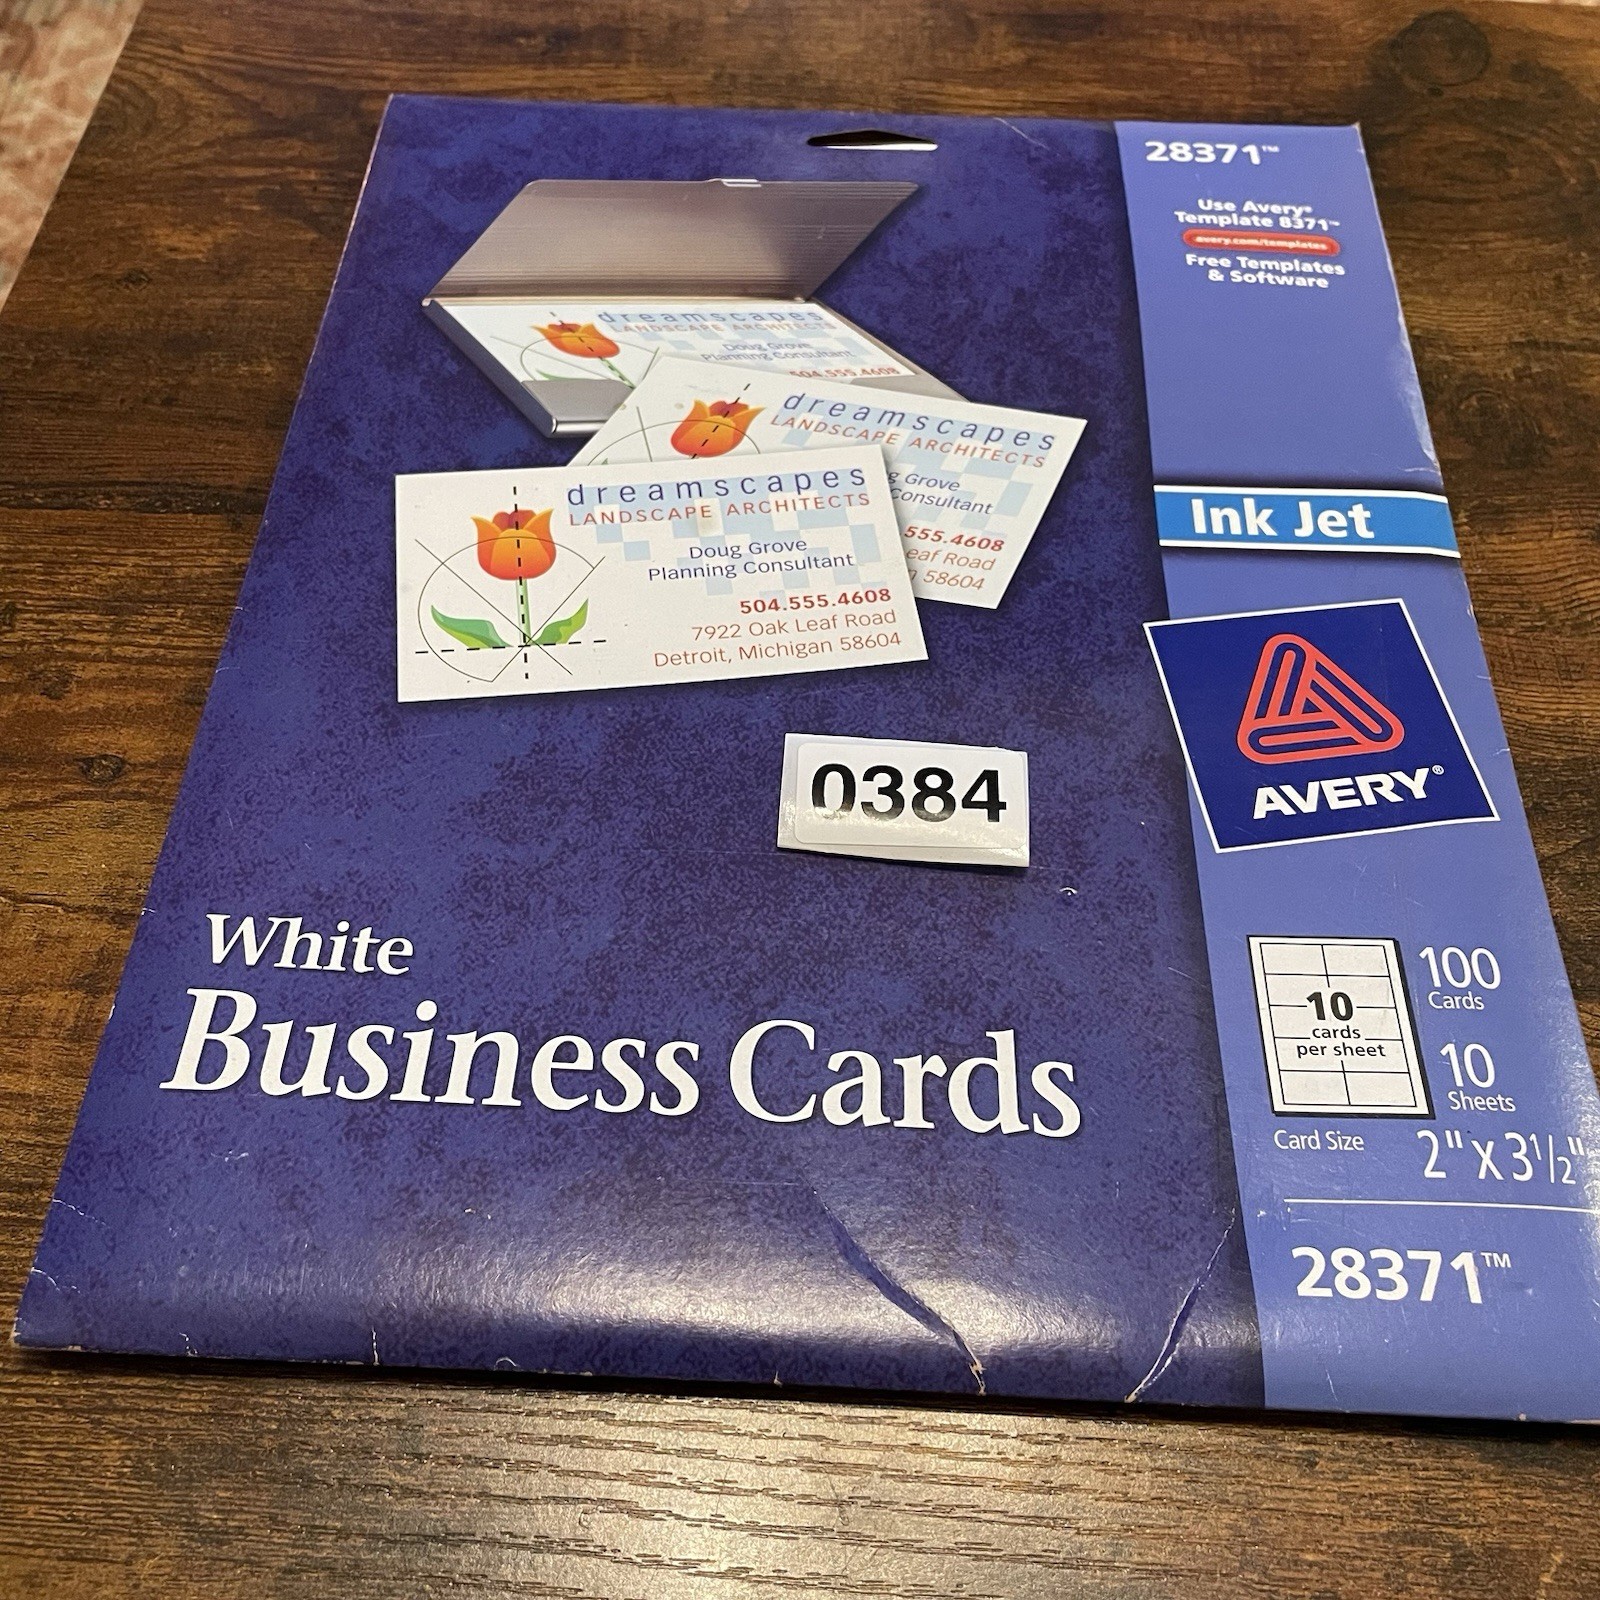 28371™
Use Avery®
Template 8371™
avery.com/templates
Free Templates
& Software
dreamscapes
LANDSCAPE ARCHITECTS
Doug Grove
Planning Consultant
504.555.4608
dreamscapes
LANDSCAPE ARCHITECTS
Grove
Consultant
555.4608
eaf Road
58604
dreamscapes
LANDSCAPE ARCHITECTS
Doug Grove
Planning Consultant
504.555.4608
7922 Oak Leaf Road
Detroit, Michigan 58604
Ink Jet
AVERY®
0384
White
Business Cards
10
cards
per sheet
100
Cards
10
Sheets
Card Size
2" x 3½"
28371™